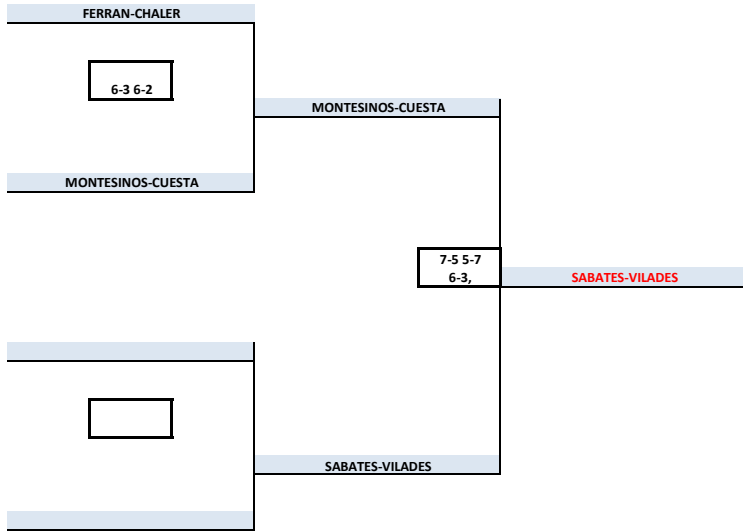 FERRAN-CHALER
6-3 6-2
MONTESINOS-CUESTA
MONTESINOS-CUESTA
7-5 5-7
6-3,
SABATES-VILADES
SABATES-VILADES